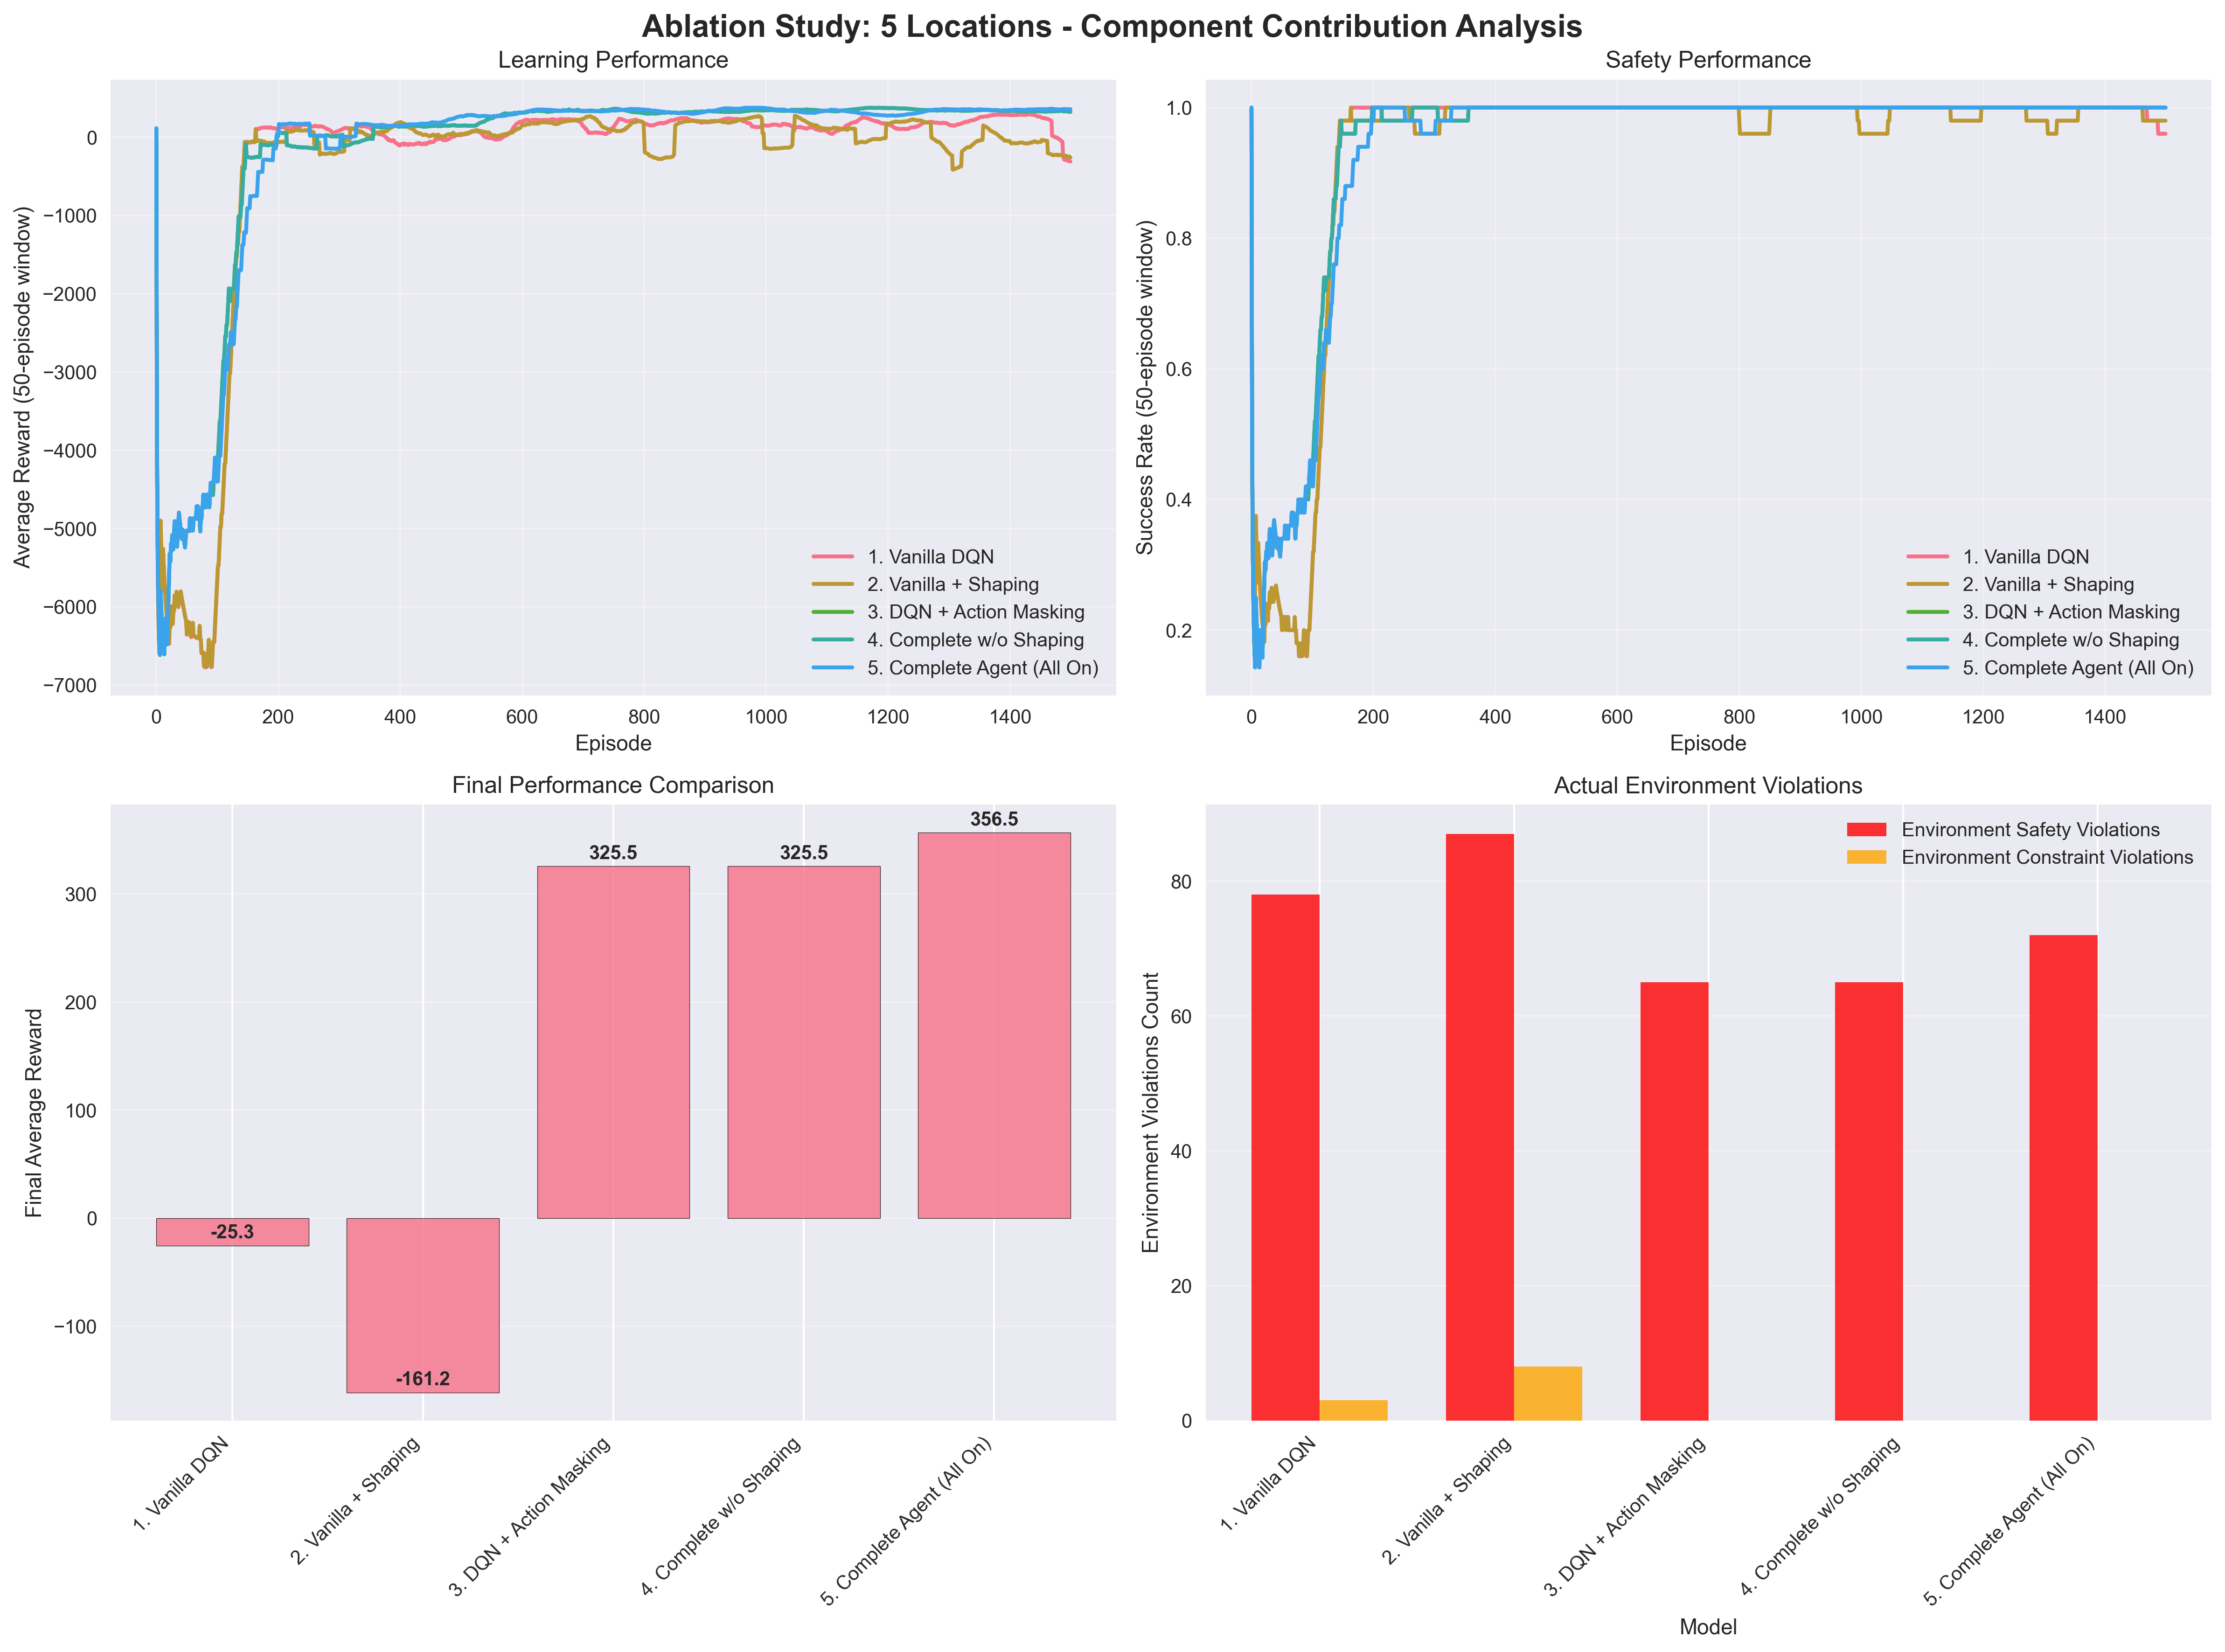 Ablation Study: 5 Locations - Component Contribution Analysis
Learning Performance
Average Reward (50-episode window)
0
−1000
−2000
−3000
−4000
−5000
−6000
−7000
0 200 400 600 800 1000 1200 1400
Episode
1. Vanilla DQN
2. Vanilla + Shaping
3. DQN + Action Masking
4. Complete w/o Shaping
5. Complete Agent (All On)
Safety Performance
Success Rate (50-episode window)
1.0
0.8
0.6
0.4
0.2
0 200 400 600 800 1000 1200 1400
Episode
1. Vanilla DQN
2. Vanilla + Shaping
3. DQN + Action Masking
4. Complete w/o Shaping
5. Complete Agent (All On)
Final Performance Comparison
Final Average Reward
300
200
100
0
−100
-25.3
-161.2
325.5
325.5
356.5
1. Vanilla DQN
2. Vanilla + Shaping
3. DQN + Action Masking
4. Complete w/o Shaping
5. Complete Agent (All On)
Actual Environment Violations
Environment Violations Count
80
60
40
20
0
Environment Safety Violations
Environment Constraint Violations
1. Vanilla DQN
2. Vanilla + Shaping
3. DQN + Action Masking
4. Complete w/o Shaping
5. Complete Agent (All On)
Model